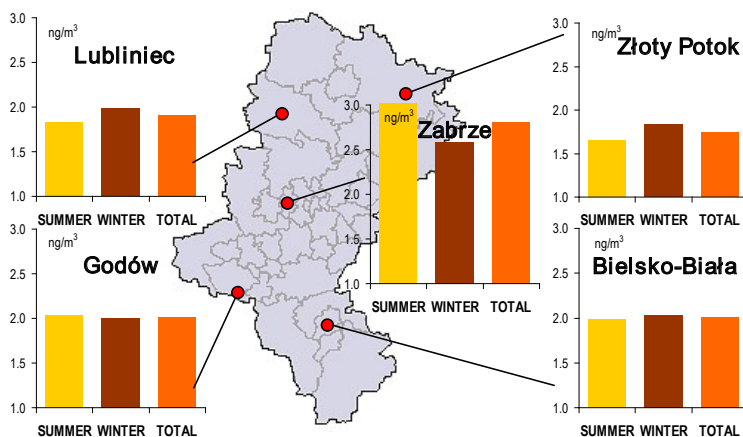 3.0
ng/m³
Lubliniec
2.5
2.0
1.5
1.0
SUMMER WINTER TOTAL
3.0
ng/m³
Złoty Potok
2.5
2.0
1.5
1.0
SUMMER WINTER TOTAL
3.0
ng/m³
Zabrze
2.5
2.0
1.5
1.0
SUMMER WINTER TOTAL
3.0
ng/m³
Godów
2.5
2.0
1.5
1.0
SUMMER WINTER TOTAL
3.0
ng/m³
Bielsko-Biała
2.5
2.0
1.5
1.0
SUMMER WINTER TOTAL